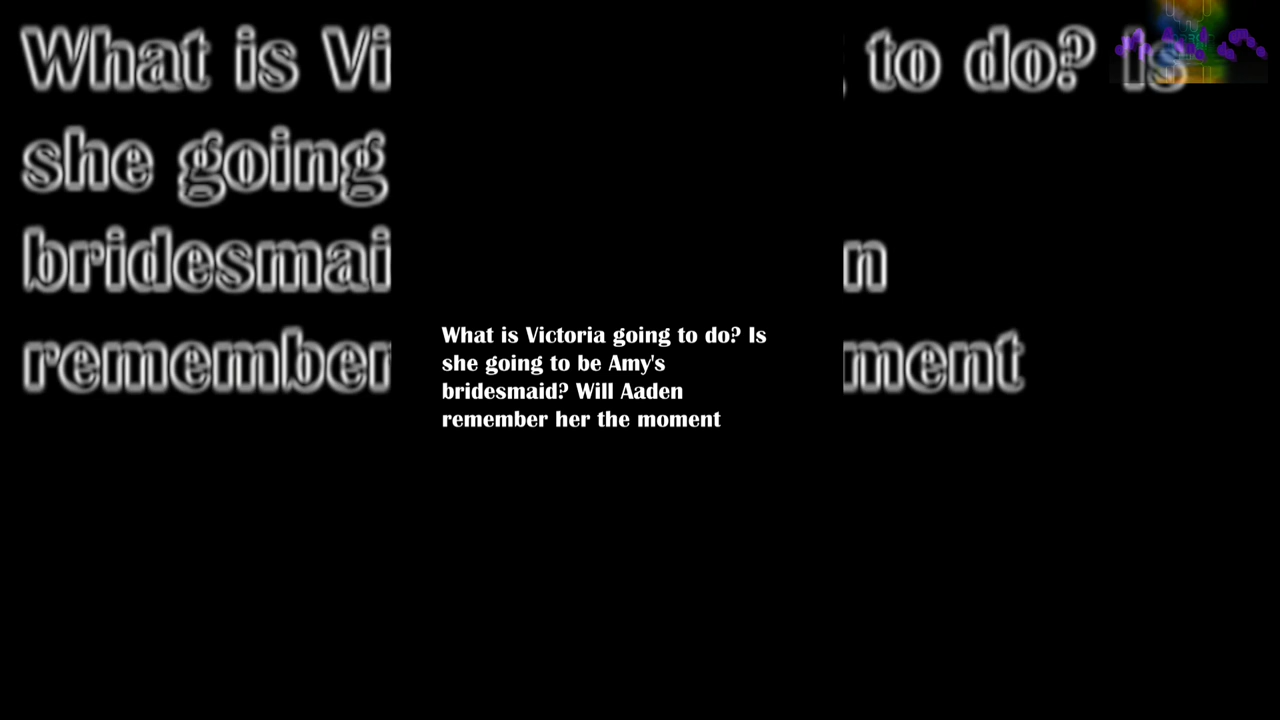 What is Victoria going to do? Is
she going to be Amy's
bridesmaid? Will Aaden
remember her the moment